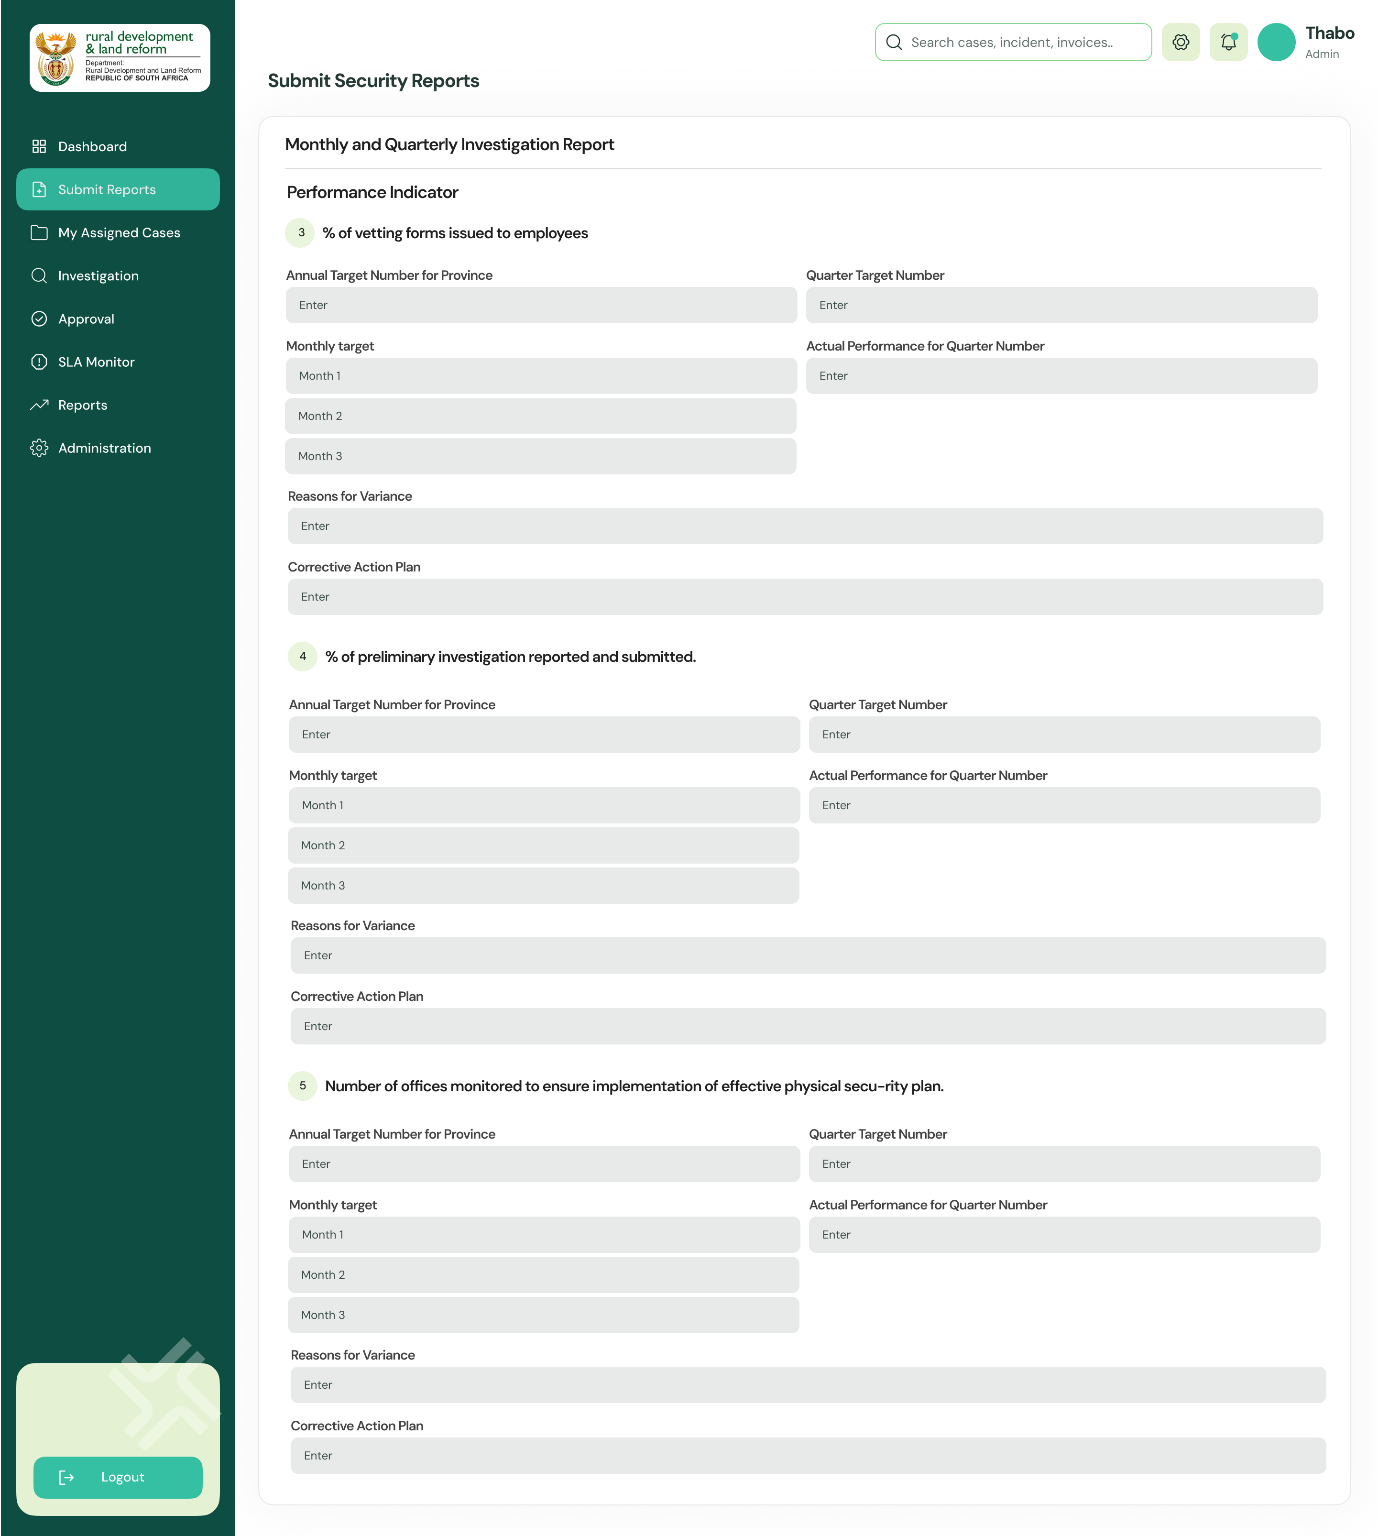 rural development
& land reform
Department:
Rural Development and Land Reform
REPUBLIC OF SOUTH AFRICA
Dashboard
Submit Reports
My Assigned Cases
Investigation
Approval
SLA Monitor
Reports
Administration
Logout
Search cases, incident, invoices..
Thabo
Admin
Submit Security Reports
Monthly and Quarterly Investigation Report
Performance Indicator
3 % of vetting forms issued to employees
Annual Target Number for Province
Enter
Quarter Target Number
Enter
Monthly target
Month 1
Month 2
Month 3
Actual Performance for Quarter Number
Enter
Reasons for Variance
Enter
Corrective Action Plan
Enter
4 % of preliminary investigation reported and submitted.
Annual Target Number for Province
Enter
Quarter Target Number
Enter
Monthly target
Month 1
Month 2
Month 3
Actual Performance for Quarter Number
Enter
Reasons for Variance
Enter
Corrective Action Plan
Enter
5 Number of offices monitored to ensure implementation of effective physical secu-rity plan.
Annual Target Number for Province
Enter
Quarter Target Number
Enter
Monthly target
Month 1
Month 2
Month 3
Actual Performance for Quarter Number
Enter
Reasons for Variance
Enter
Corrective Action Plan
Enter